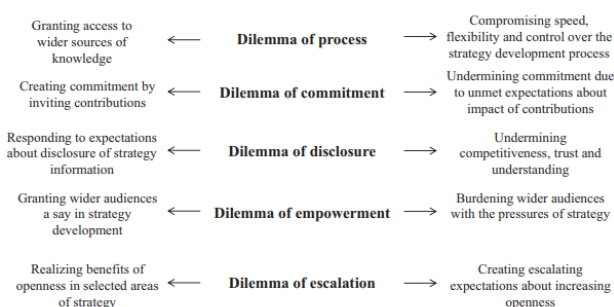 Granting access to
wider sources of
knowledge
Dilemma of process
Compromising speed,
flexibility and control over the
strategy development process
Creating commitment by
inviting contributions
Dilemma of commitment
Undermining commitment due
to unmet expectations about
impact of contributions
Responding to expectations
about disclosure of strategy
information
Dilemma of disclosure
Undermining
competitiveness, trust and
understanding
Granting wider audiences
a say in strategy
development
Dilemma of empowerment
Burdening wider audiences
with the pressures of strategy
Realizing benefits of
openness in selected areas
of strategy
Dilemma of escalation
Creating escalating
expectations about increasing
openness